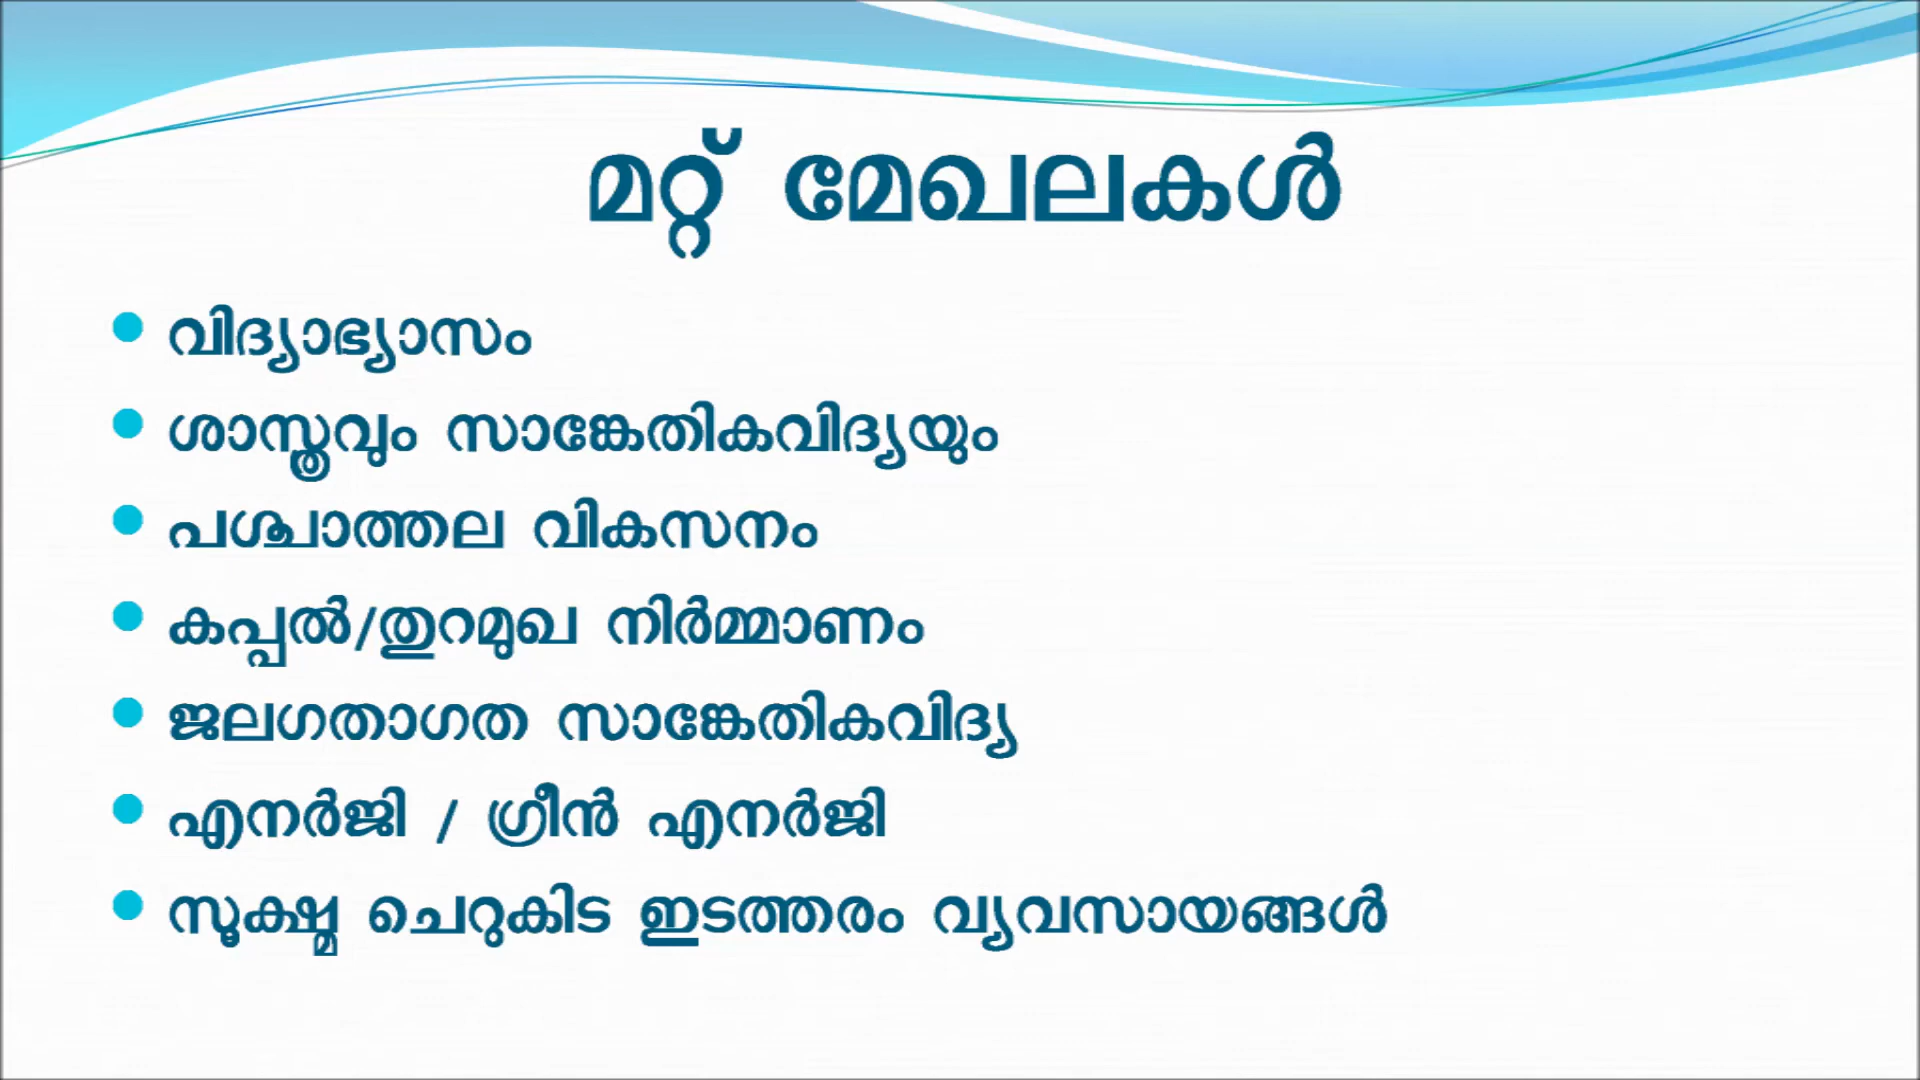 മറ്റ് മേഖലകൾ
വിദ്യാഭ്യാസം
ശാസ്ത്രവും സാങ്കേതികവിദ്യയും
പശ്ചാത്തല വികസനം
കപ്പൽ/തുറമുഖ നിർമ്മാണം
ജലഗതാഗത സാങ്കേതികവിദ്യ
എനർജി / ഗ്രീൻ എനർജി
സൂക്ഷ്മ ചെറുകിട ഇടത്തരം വ്യവസായങ്ങൾ